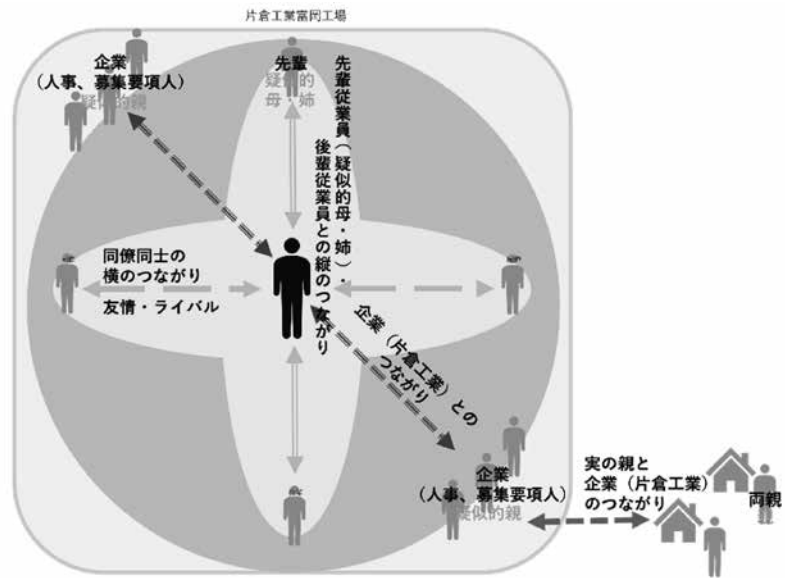 片倉工業富岡工場
企業
（人事、募集要項人）
疑似的親
先輩
疑似的
母・姉
先輩従業員（疑似的母・姉）・
後輩従業員との縦のつながり
同僚同士の
横のつながり
友情・ライバル
企業（片倉工業）との
つながり
企業
（人事、募集要項人）
疑似的親
実の親と
企業（片倉工業）
のつながり
両親